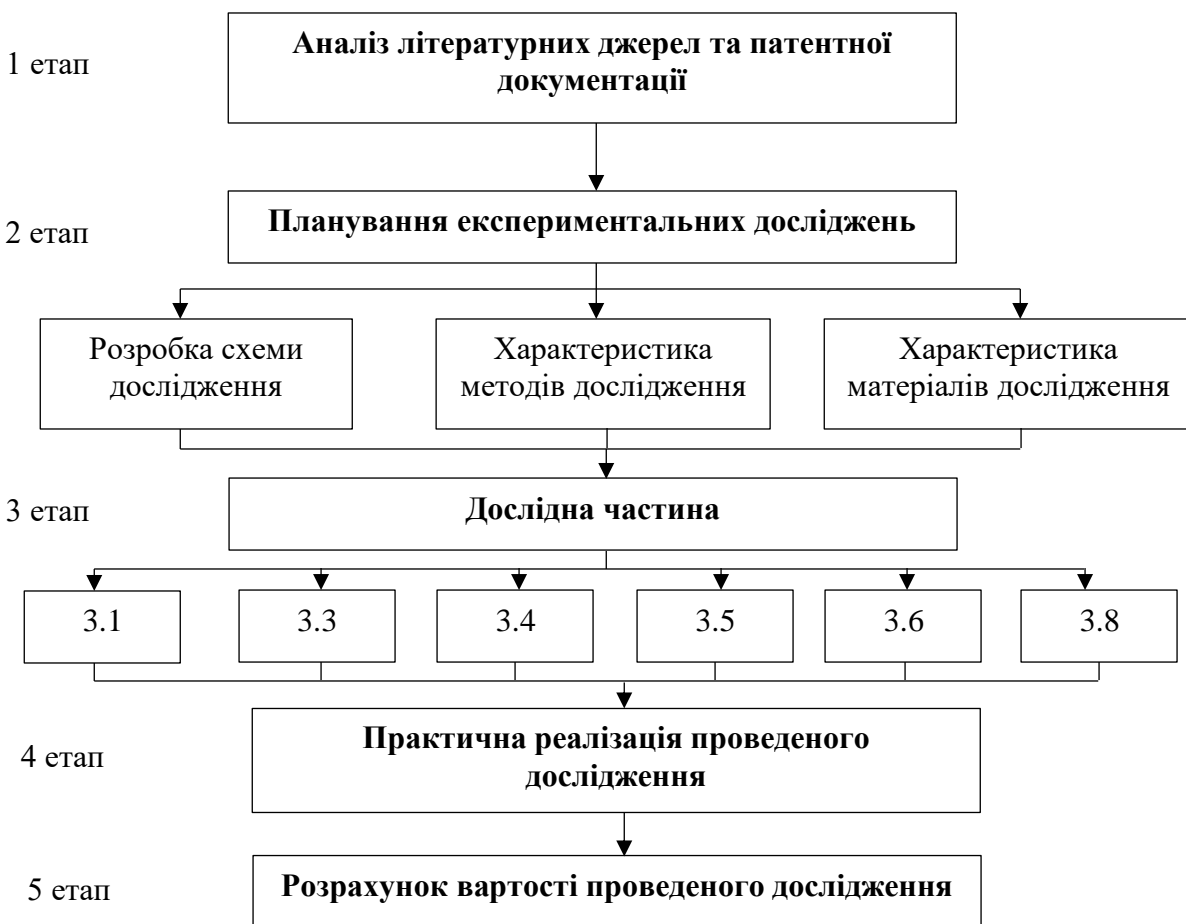 1 етап
Аналіз літературних джерел та патентної
документації
2 етап
Планування експериментальних досліджень
Розробка схеми
дослідження
Характеристика
методів дослідження
Характеристика
матеріалів дослідження
3 етап
Дослідна частина
3.1
3.3
3.4
3.5
3.6
3.8
4 етап
Практична реалізація проведеного
дослідження
5 етап
Розрахунок вартості проведеного дослідження